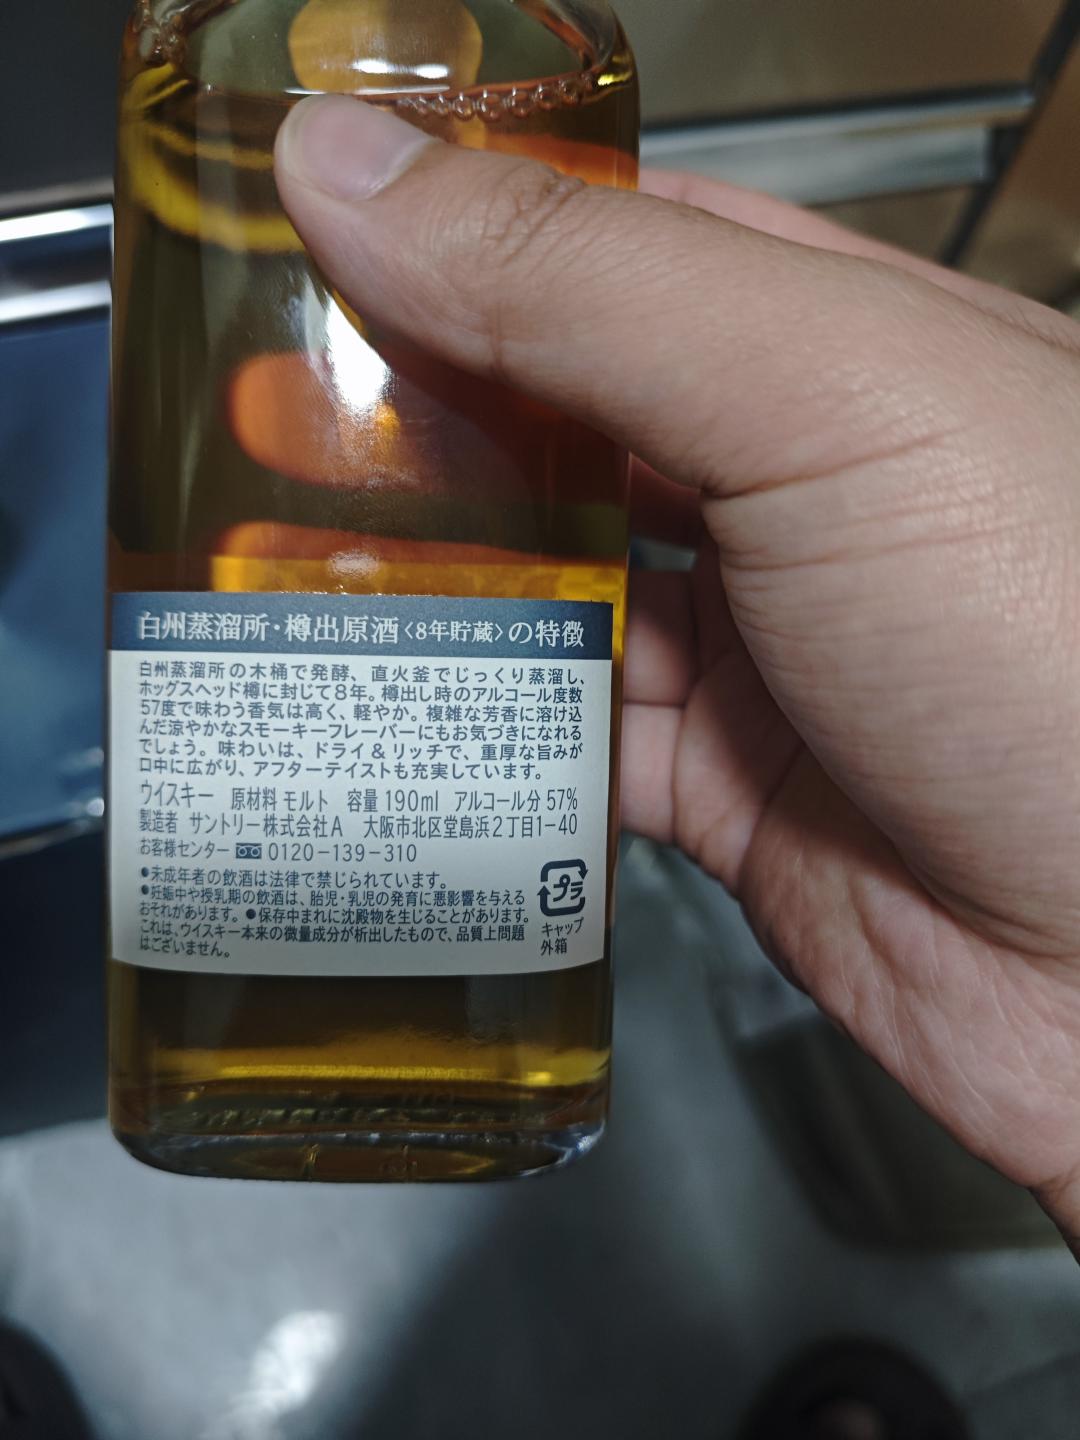 白州蒸溜所・樽出原酒〈8年貯蔵〉の特徴
白州蒸溜所の木桶で発酵、直火釜でじっくり蒸溜し、
ホッグスヘッド樽に封じて8年。樽出し時のアルコール度数
57度で味わう香気は高く、軽やか。複雑な芳香に溶け込
んだ涼やかなスモーキーフレーバーにもお気づきになれる
でしょう。味わいは、ドライ&リッチで、重厚な旨みが
口中に広がり、アフターテイストも充実しています。
ウイスキー 原材料 モルト 容量 190ml アルコール分 57%
製造者 サントリー株式会社A 大阪市北区堂島浜2丁目1-40
お客様センター 0120-139-310
●未成年者の飲酒は法律で禁じられています。
●妊娠中や授乳期の飲酒は、胎児・乳児の発育に悪影響を与える
おそれがあります。●保存中まれに沈殿物を生じることがあります。
これは、ウイスキー本来の微量成分が析出したもので、品質上問題
はございません。
プラ
キャップ
外箱